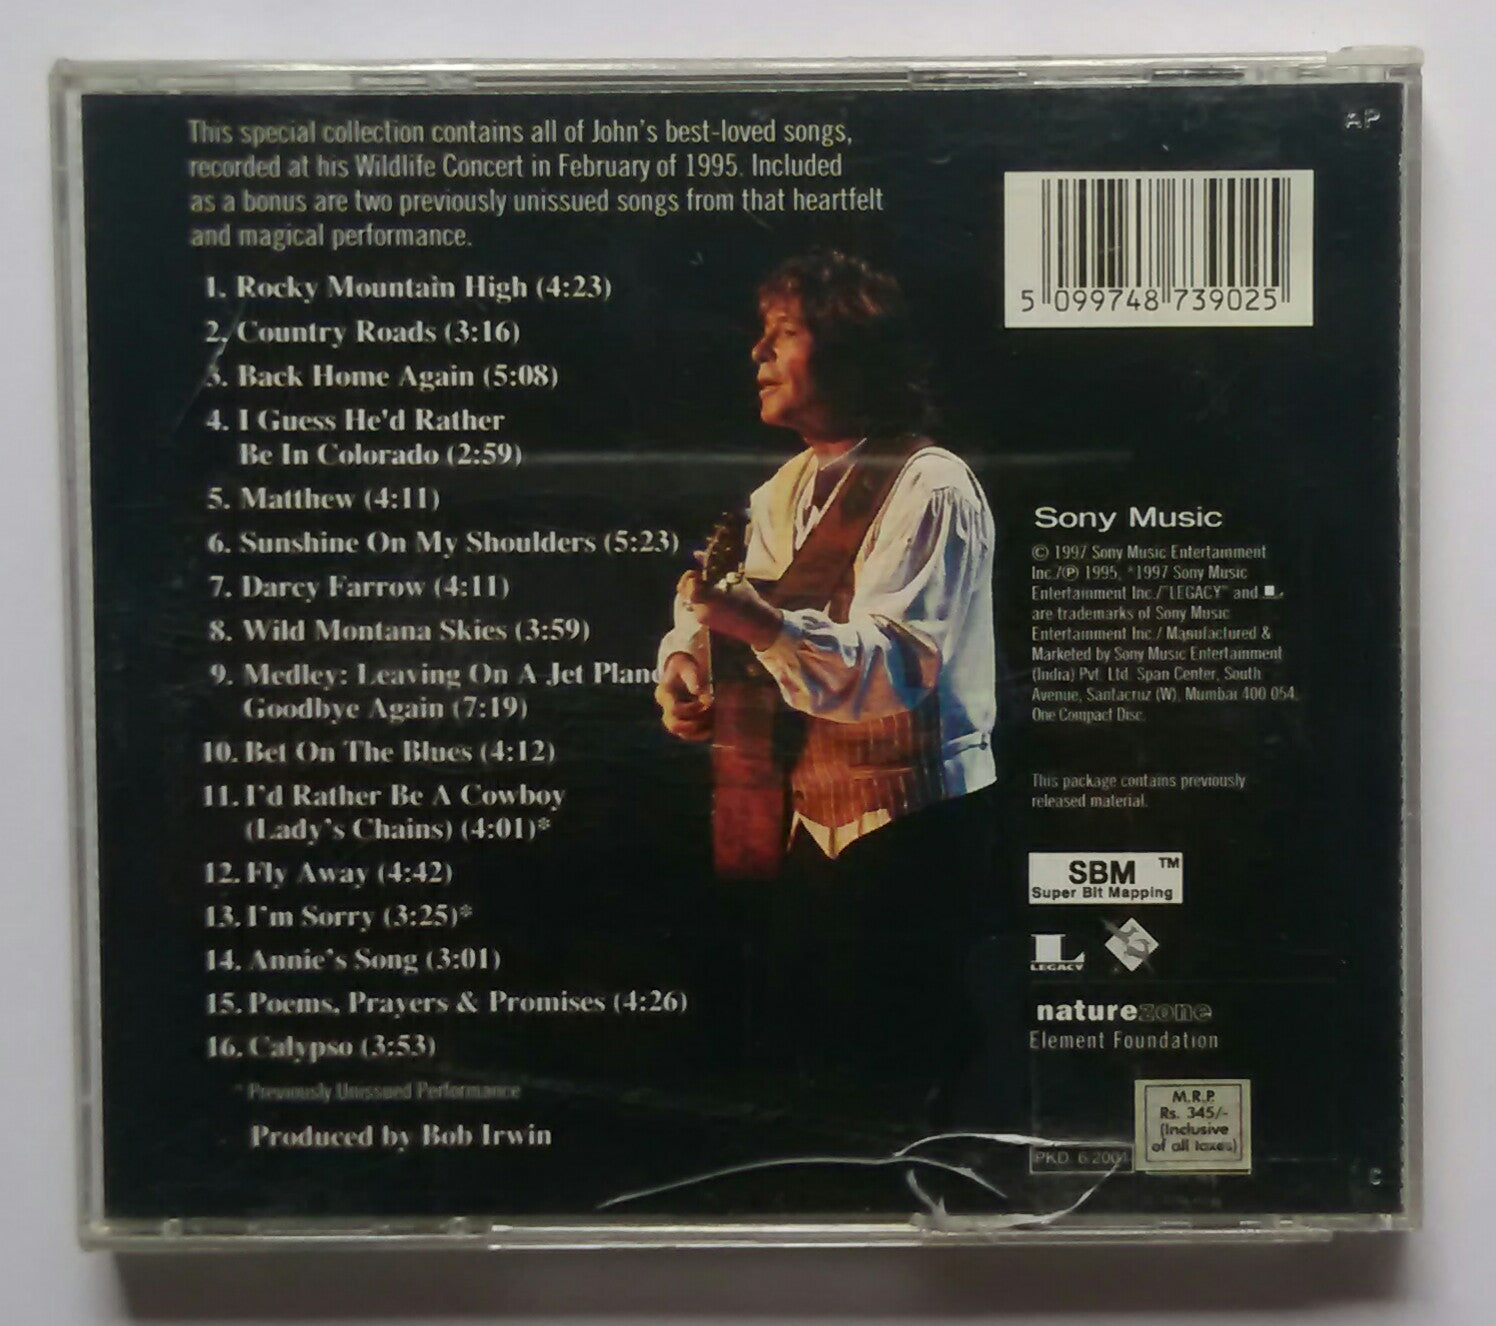 This special collection contains all of John's best-loved songs,
recorded at his Wildlife Concert in February of 1995. Included
as a bonus are two previously unissued songs from that heartfelt
and magical performance.
1. Rocky Mountain High (4:23)
2. Country Roads (3:16)
3. Back Home Again (5:08)
4. I Guess He'd Rather
Be In Colorado (2:59)
5. Matthew (4:11)
6. Sunshine On My Shoulders (5:23)
7. Darcy Farrow (4:11)
8. Wild Montana Skies (3:59)
9. Medley: Leaving On A Jet Plane
Goodbye Again (7:19)
10. Bet On The Blues (4:12)
11. I'd Rather Be A Cowboy
(Lady's Chains) (4:01)*
12. Fly Away (4:42)
13. I'm Sorry (3:25)*
14. Annie's Song (3:01)
15. Poems, Prayers & Promises (4:26)
16. Calypso (3:53)
* Previously Unissued Performance
Produced by Bob Irwin
AP
5 099748 739025
Sony Music
© 1997 Sony Music Entertainment
Inc./℗ 1995, *1997 Sony Music
Entertainment Inc./"LEGACY" and L
are trademarks of Sony Music
Entertainment Inc./ Manufactured &
Marketed by Sony Music Entertainment
(India) Pvt. Ltd. Span Center, South
Avenue, Santacruz (W), Mumbai 400 054.
One Compact Disc.
This package contains previously
released material.
SBM ™
Super Bit Mapping
L
LEGACY
naturezone
Element Foundation
M.R.P.
Rs. 345/-
(Inclusive
of all taxes)
PKD. 6.2001
C